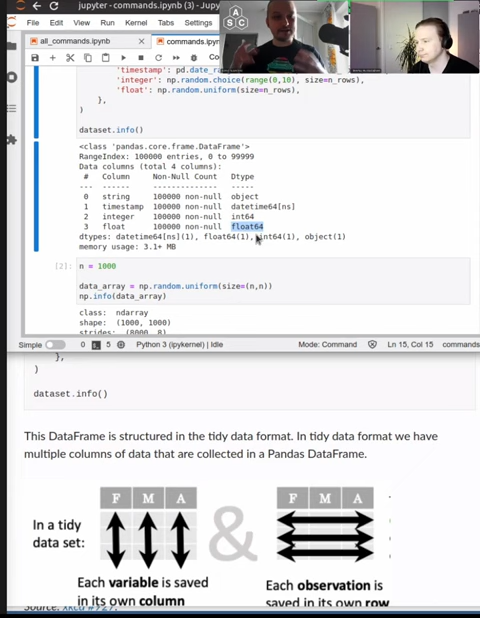 jupyter - commands.ipynb
File Edit View Run Kernel Tabs Settings
all_commands.ipynb
'timestamp': pd.date_
'integer': np.random.choice(range(0,10), size=n_rows),
'float': np.random.uniform(size=n_rows),
},
)
dataset.info()
<class 'pandas.core.frame.DataFrame'>
RangeIndex: 100000 entries, 0 to 99999
Data columns (total 4 columns):
# Column Non-Null Count Dtype
--- ------ -------------- -----
0 string 100000 non-null object
1 timestamp 100000 non-null datetime64[ns]
2 integer 100000 non-null int64
3 float 100000 non-null float64
dtypes: datetime64[ns](1), float64(1), int64(1), object(1)
memory usage: 3.1+ MB
[2]: n = 1000
data_array = np.random.uniform(size=(n,n))
np.info(data_array)
class: ndarray
shape: (1000, 1000)
strides: (8000, 8)
Simple 0 5 Python 3 (ipykernel) | Idle Mode: Command Ln 15, Col 15 commands
},
)
dataset.info()
This DataFrame is structured in the tidy data format. In tidy data format we have
multiple columns of data that are collected in a Pandas DataFrame.
F M A & F M A
In a tidy
data set:
Each variable is saved
in its own column
Each observation is
saved in its own row